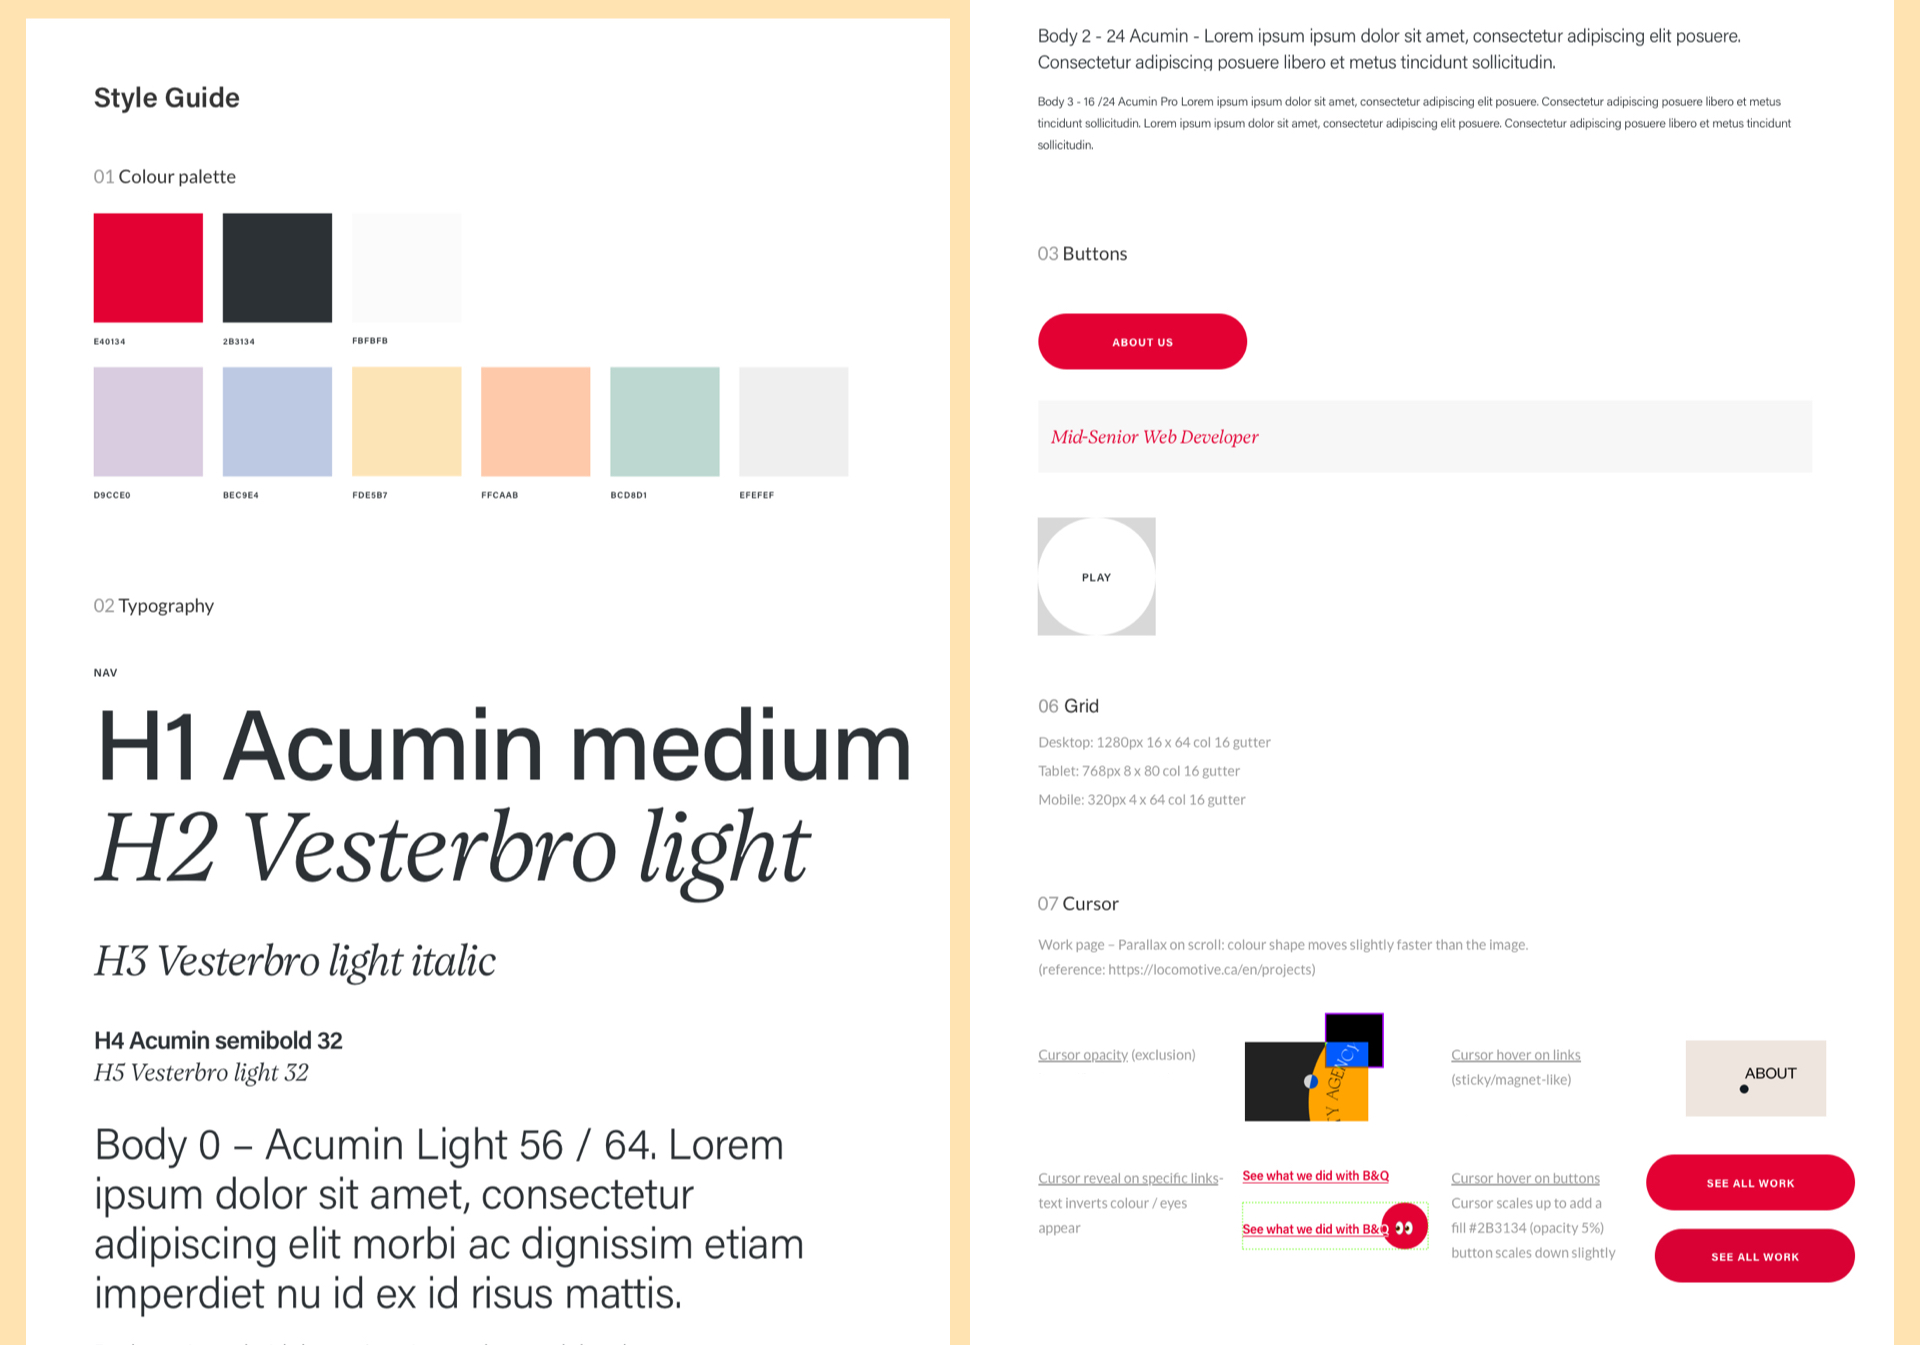 Style Guide
01 Colour palette
E40134
2B3134
FBFBFB
D9CCE0
BEC9E4
FDE5B7
FFCAAB
BCD8D1
EFEFEF
02 Typography
NAV
H1 Acumin medium
H2 Vesterbro light
H3 Vesterbro light italic
H4 Acumin semibold 32
H5 Vesterbro light 32
Body 0 – Acumin Light 56 / 64. Lorem
ipsum dolor sit amet, consectetur
adipiscing elit morbi ac dignissim etiam
imperdiet nu id ex id risus mattis.
Body 2 - 24 Acumin - Lorem ipsum ipsum dolor sit amet, consectetur adipiscing elit posuere.
Consectetur adipiscing posuere libero et metus tincidunt sollicitudin.
Body 3 - 16 /24 Acumin Pro Lorem ipsum ipsum dolor sit amet, consectetur adipiscing elit posuere. Consectetur adipiscing posuere libero et metus
tincidunt sollicitudin. Lorem ipsum ipsum dolor sit amet, consectetur adipiscing elit posuere. Consectetur adipiscing posuere libero et metus tincidunt
sollicitudin.
03 Buttons
ABOUT US
Mid-Senior Web Developer
PLAY
06 Grid
Desktop: 1280px 16 x 64 col 16 gutter
Tablet: 768px 8 x 80 col 16 gutter
Mobile: 320px 4 x 64 col 16 gutter
07 Cursor
Work page – Parallax on scroll: colour shape moves slightly faster than the image.
(reference: https://locomotive.ca/en/projects)
Cursor opacity (exclusion)
Y AGENCY
Cursor hover on links
(sticky/magnet-like)
ABOUT
Cursor reveal on specific links-
text inverts colour / eyes
appear
See what we did with B&Q
See what we did with B&Q
Cursor hover on buttons
Cursor scales up to add a
fill #2B3134 (opacity 5%)
button scales down slightly
SEE ALL WORK
SEE ALL WORK